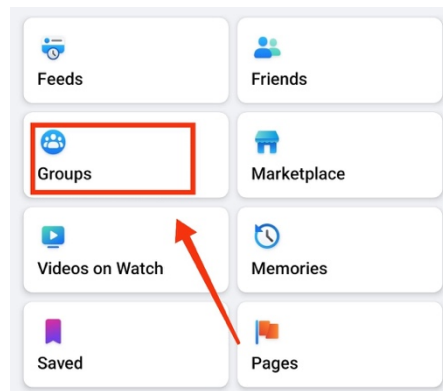 Feeds
Friends
Groups
Marketplace
Videos on Watch
Memories
Saved
Pages